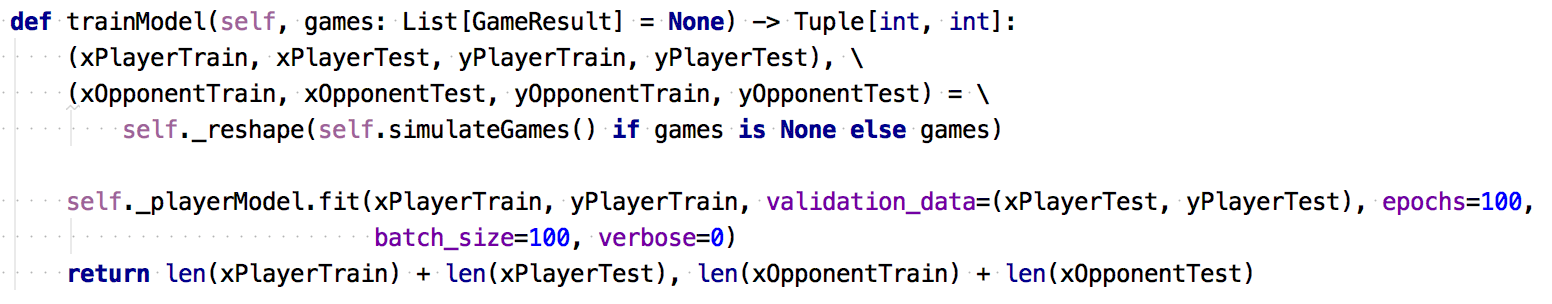 def trainModel(self, games: List[GameResult] = None) -> Tuple[int, int]:
    (xPlayerTrain, xPlayerTest, yPlayerTrain, yPlayerTest), \
    (xOpponentTrain, xOpponentTest, yOpponentTrain, yOpponentTest) = \
        self._reshape(self.simulateGames() if games is None else games)

    self._playerModel.fit(xPlayerTrain, yPlayerTrain, validation_data=(xPlayerTest, yPlayerTest), epochs=100,
                          batch_size=100, verbose=0)
    return len(xPlayerTrain) + len(xPlayerTest), len(xOpponentTrain) + len(xOpponentTest)